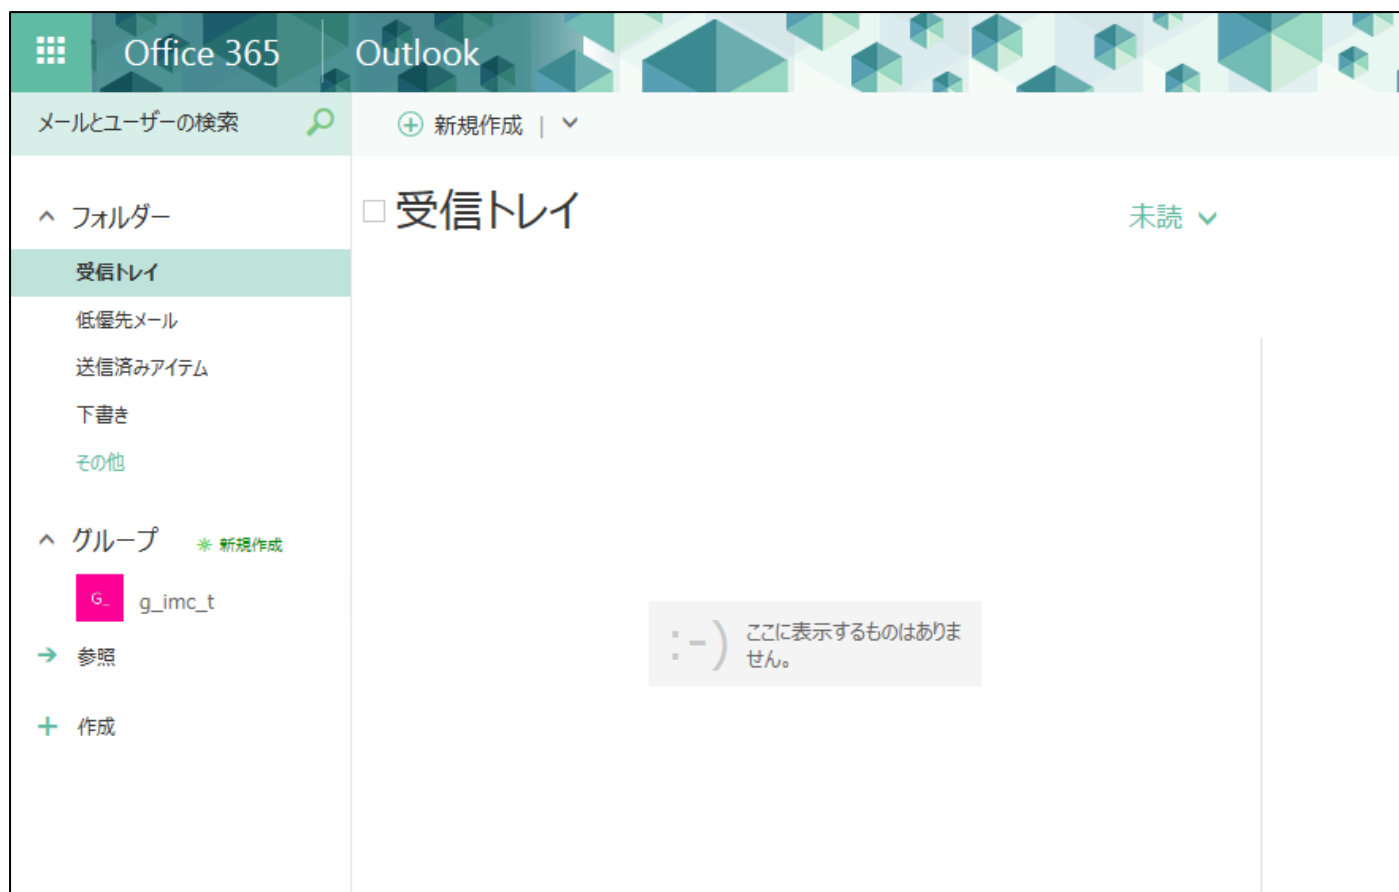 Office 365
Outlook
メールとユーザーの検索
新規作成 |
フォルダー
受信トレイ
低優先メール
送信済みアイテム
下書き
その他
グループ
新規作成
G_
g_imc_t
参照
作成
受信トレイ
未読
:-)
ここに表示するものはありま
せん。